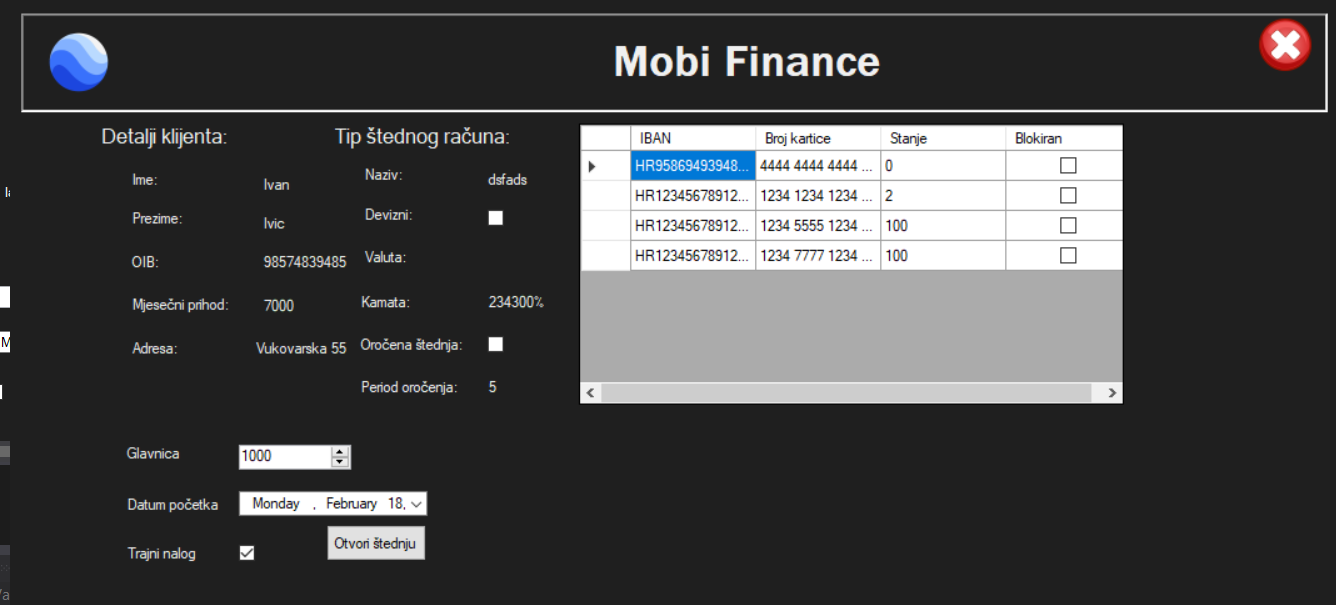 Mobi Finance
Detalji klijenta:
Ime: Ivan
Prezime: Ivic
OIB: 98574839485
Mjesečni prihod: 7000
Adresa: Vukovarska 55
Tip štednog računa:
Naziv: dsfads
Devizni:
Valuta:
Kamata: 234300%
Oročena štednja:
Period oročenja: 5
IBAN Broj kartice Stanje Blokiran
HR95869493948... 4444 4444 4444 ... 0
HR12345678912... 1234 1234 1234 ... 2
HR12345678912... 1234 5555 1234 ... 100
HR12345678912... 1234 7777 1234 ... 100
Glavnica 1000
Datum početka Monday , February 18,
Trajni nalog
Otvori štednju